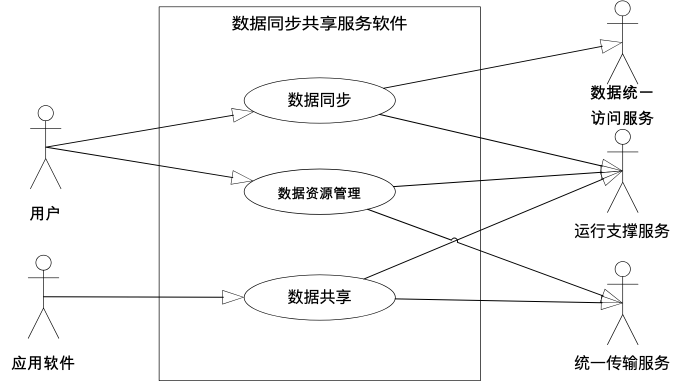 数据同步共享服务软件
数据同步
数据资源管理
数据共享
用户
应用软件
数据统一
访问服务
运行支撑服务
统一传输服务